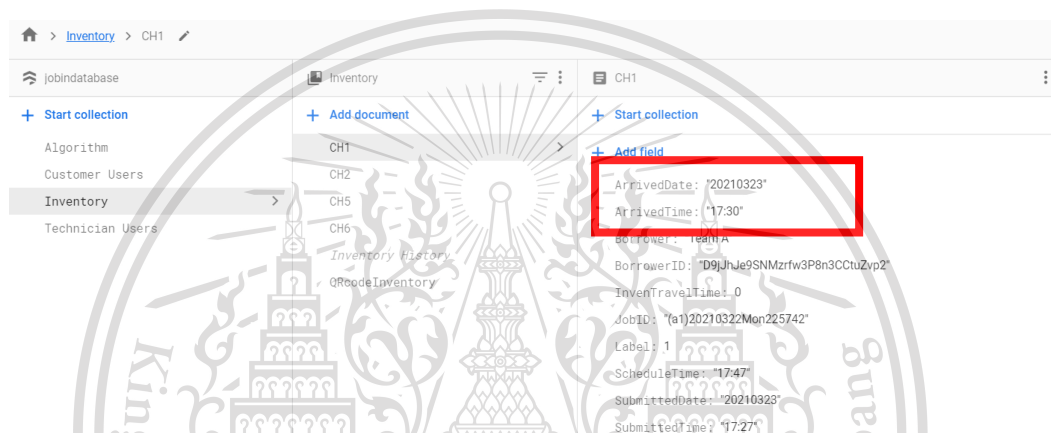 Inventory > CH1
jobindatabase
Inventory
CH1
+ Start collection
+ Add document
+ Start collection
Algorithm
Customer Users
Inventory
Technician Users
CH1
CH2
CH5
CH6
Inventory History
QRcodeInventory
+ Add field
ArrivedDate: "20210323"
ArrivedTime: "17:30"
Borrower: "Team A"
BorrowerID: "D9jJhJe9SNMzrfw3P8n3CCtuZvp2"
InvenTravelTime: 0
JobID: "(a1)20210322Mon225742"
Label: 1
ScheduleTime: "17:47"
SubmittedDate: "20210323"
SubmittedTime: "17:27"
King